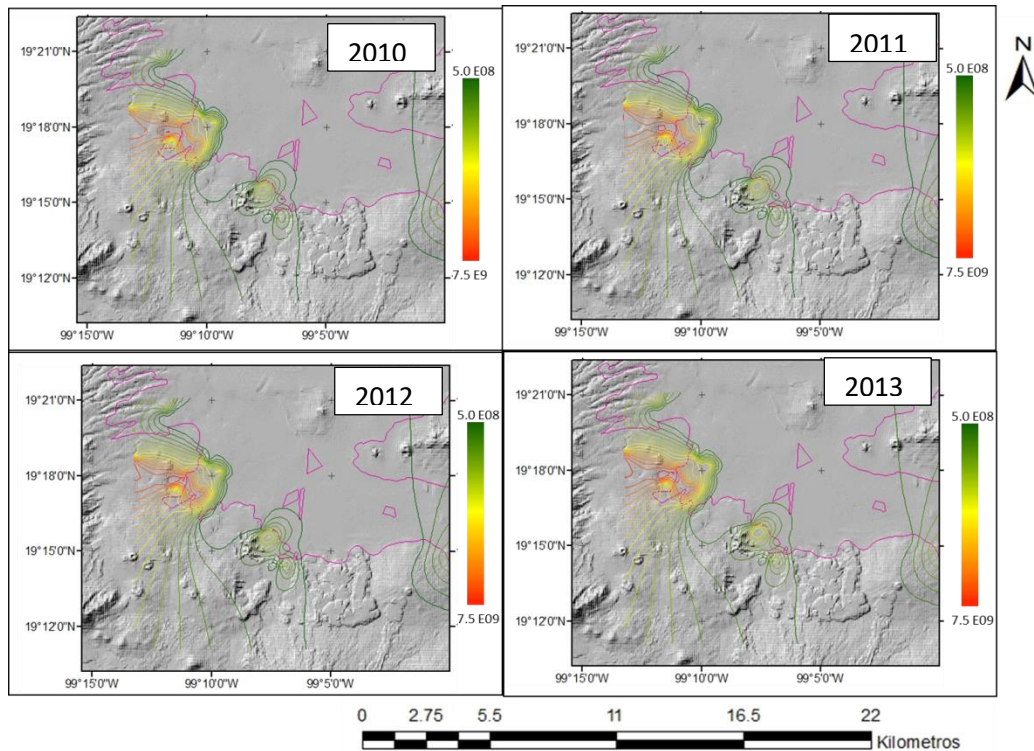 2010
19°21'0"N
19°18'0"N
19°15'0"N
19°12'0"N
99°15'0"W 99°10'0"W 99°5'0"W
5.0 E08
7.5 E9
2011
19°21'0"N
19°18'0"N
19°15'0"N
19°12'0"N
99°15'0"W 99°10'0"W 99°5'0"W
5.0 E08
7.5 E09
N
2012
19°21'0"N
19°18'0"N
19°15'0"N
19°12'0"N
99°15'0"W 99°10'0"W 99°5'0"W
5.0 E08
7.5 E09
2013
19°21'0"N
19°18'0"N
19°15'0"N
19°12'0"N
99°15'0"W 99°10'0"W 99°5'0"W
5.0 E08
7.5 E09
0 2.75 5.5 11 16.5 22
Kilometros